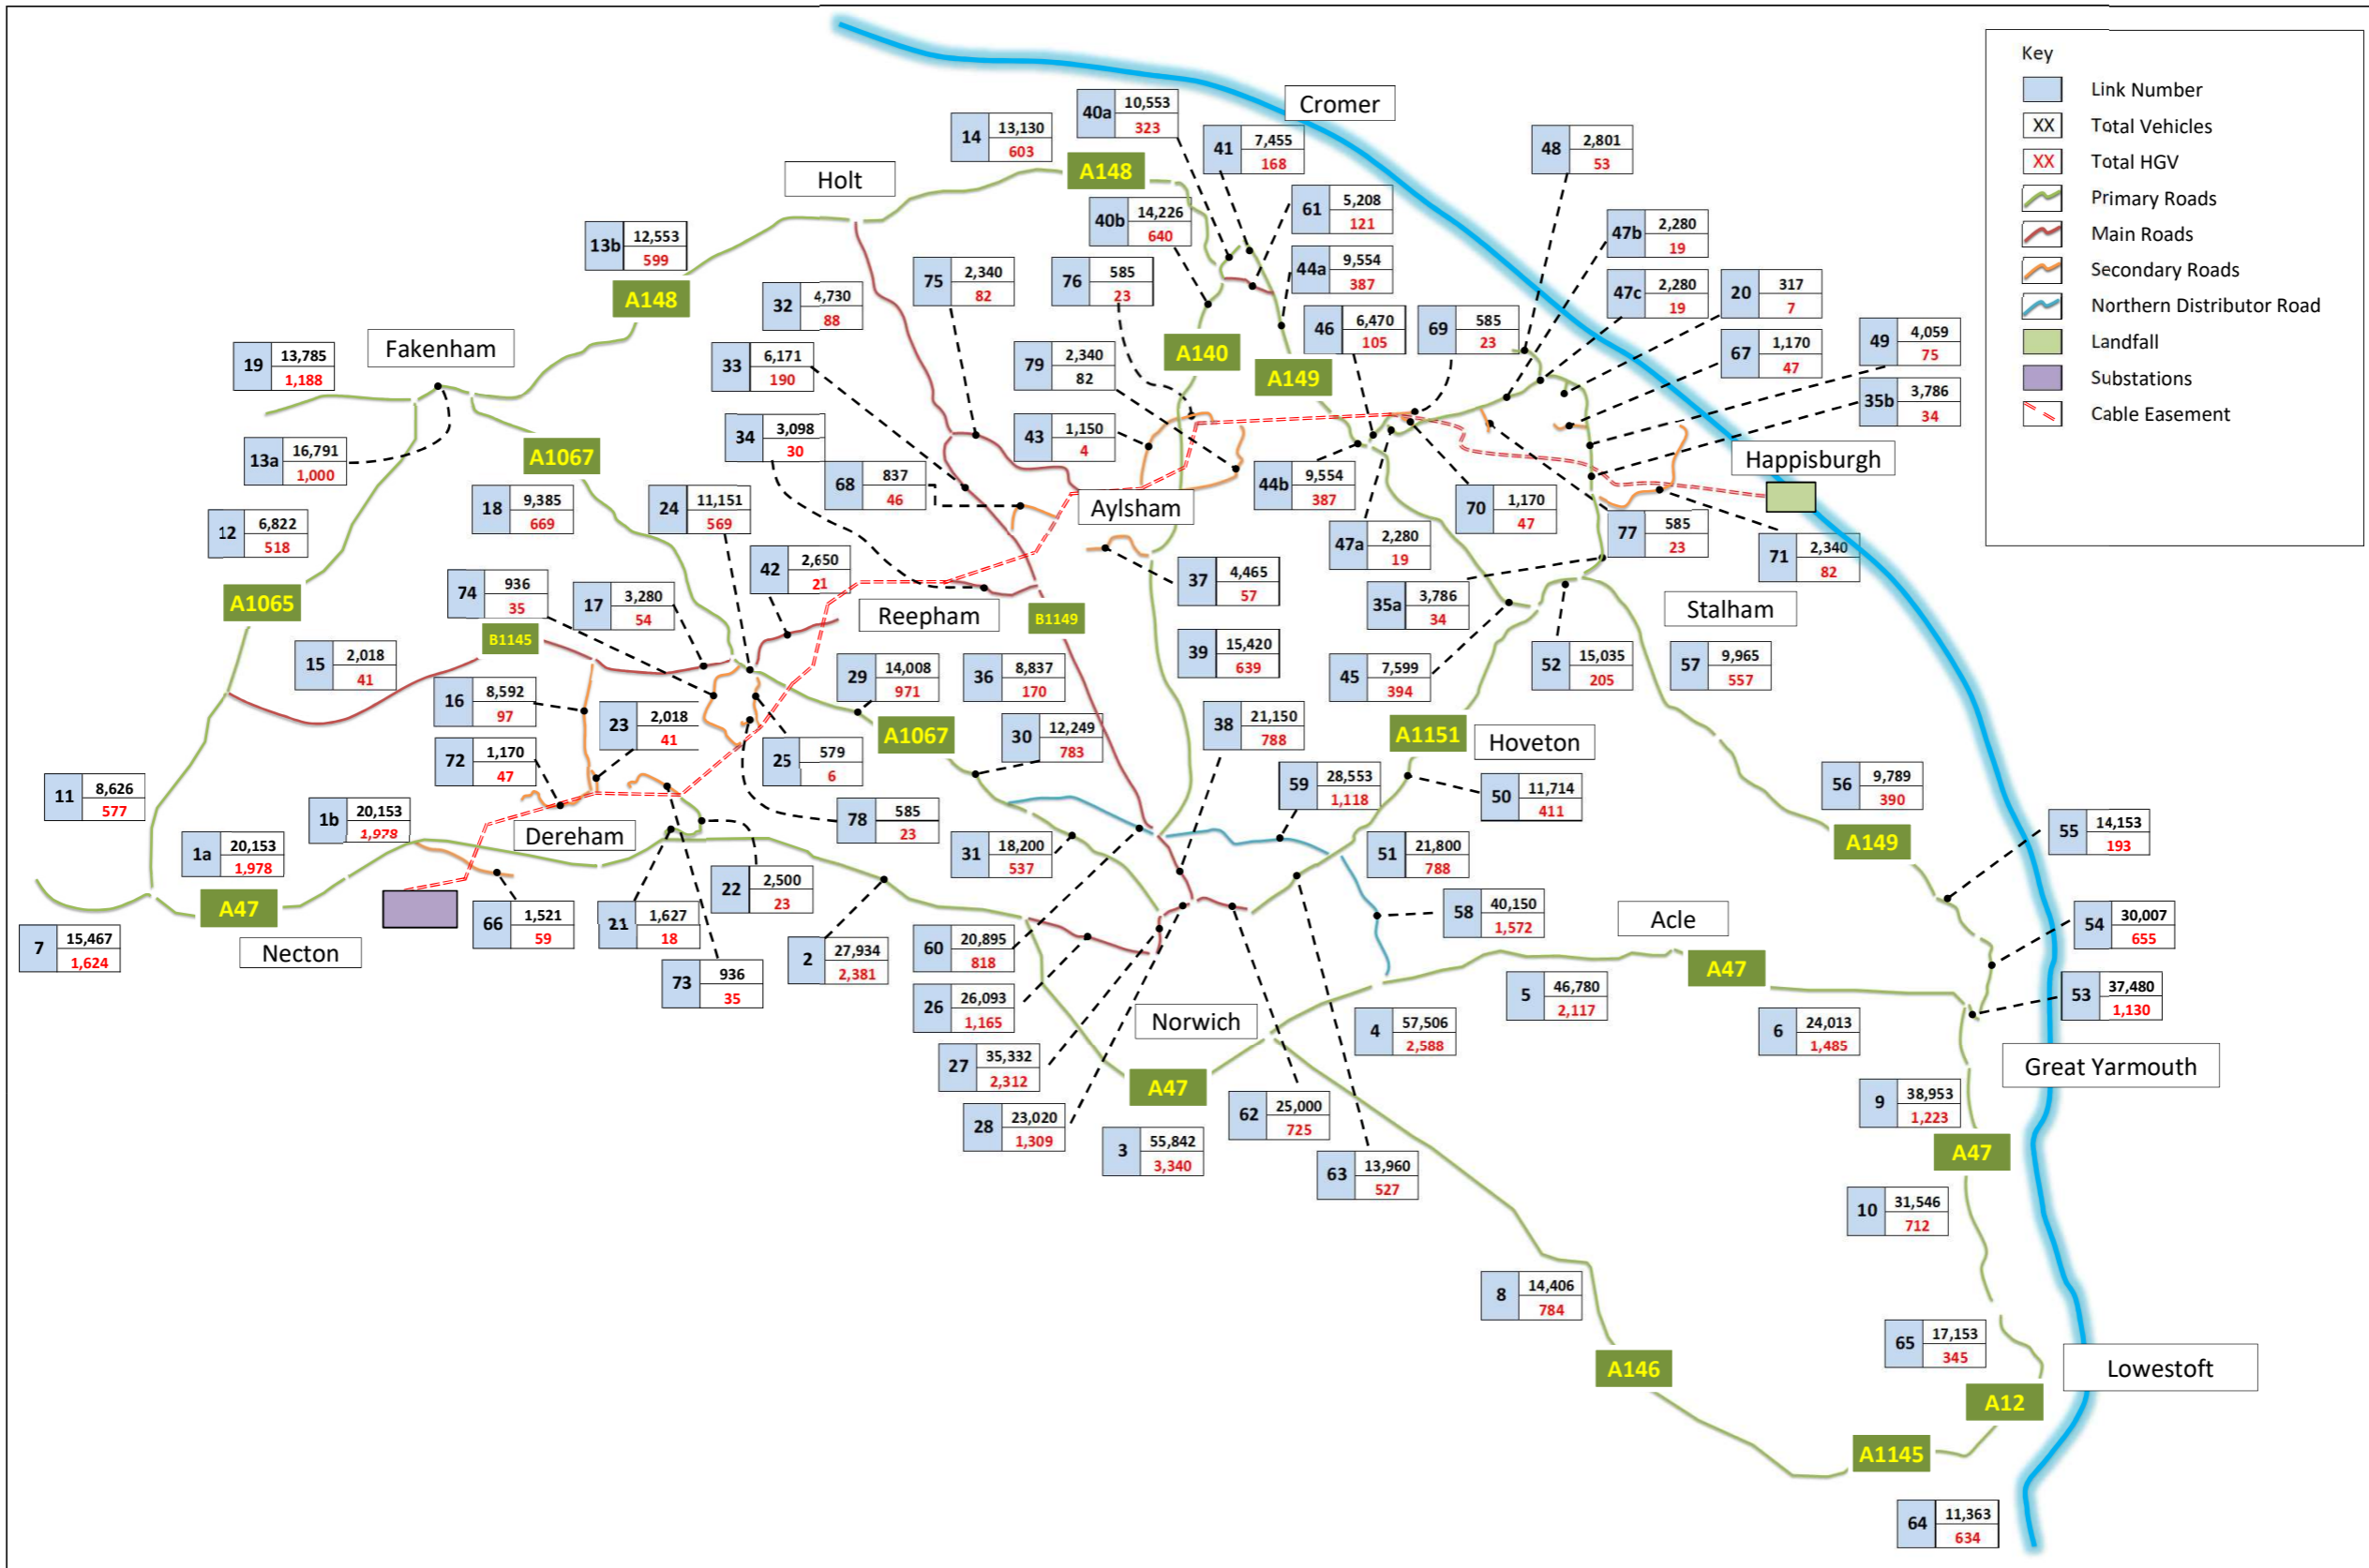 Key
Link Number
XX Total Vehicles
XX Total HGV
Primary Roads
Main Roads
Secondary Roads
Northern Distributor Road
Landfall
Substations
Cable Easement
Cromer
40a 10,553 323
14 13,130 603
41 7,455 168
48 2,801 53
A148
Holt
61 5,208 121
40b 14,226 640
47b 2,280 19
13b 12,553 599
44a 9,554 387
75 2,340 82
76 585 23
47c 2,280 19
20 317 7
A148
32 4,730 88
46 6,470 105
69 585 23
49 4,059 75
67 1,170 47
Fakenham
19 13,785 1,188
33 6,171 190
79 2,340 82
A140
A149
35b 3,786 34
34 3,098 30
43 1,150 4
13a 16,791 1,000
A1067
Happisburgh
68 837 46
44b 9,554 387
18 9,385 669
24 11,151 569
Aylsham
70 1,170 47
12 6,822 518
77 585 23
47a 2,280 19
71 2,340 82
42 2,650 21
37 4,465 57
A1065
74 936 35
17 3,280 54
Reepham
B1149
35a 3,786 34
Stalham
B1145
15 2,018 41
29 14,008 971
36 8,837 170
39 15,420 639
45 7,599 394
52 15,035 205
57 9,965 557
16 8,592 97
23 2,018 41
38 21,150 788
A1067
30 12,249 783
A1151
Hoveton
72 1,170 47
25 579 6
59 28,553 1,118
50 11,714 411
56 9,789 390
11 8,626 577
1b 20,153 1,978
78 585 23
Dereham
55 14,153 193
1a 20,153 1,978
31 18,200 537
51 21,800 788
A149
22 2,500 23
A47
66 1,521 59
21 1,627 18
58 40,150 1,572
Acle
54 30,007 655
7 15,467 1,624
Necton
2 27,934 2,381
60 20,895 818
A47
73 936 35
5 46,780 2,117
53 37,480 1,130
26 26,093 1,165
Norwich
4 57,506 2,588
6 24,013 1,485
27 35,332 2,312
A47
Great Yarmouth
28 23,020 1,309
62 25,000 725
9 38,953 1,223
3 55,842 3,340
A47
63 13,960 527
10 31,546 712
8 14,406 784
65 17,153 345
A146
Lowestoft
A12
A1145
64 11,363 634